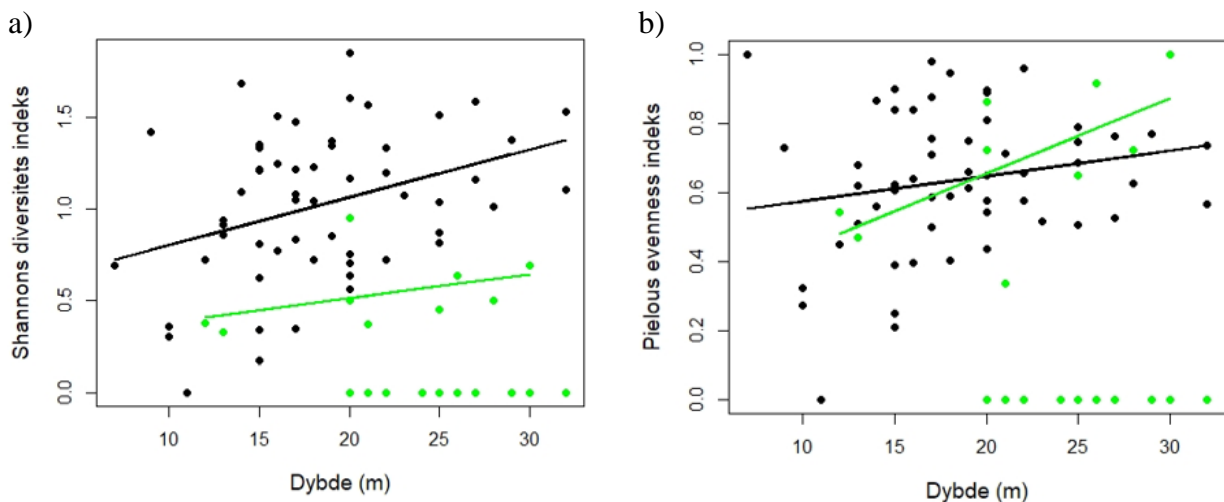 a)
Shannons diversitets indeks
1.5
1.0
0.5
0.0
10 15 20 25 30
Dybde (m)
b)
Pielous evenness indeks
1.0
0.8
0.6
0.4
0.2
0.0
10 15 20 25 30
Dybde (m)